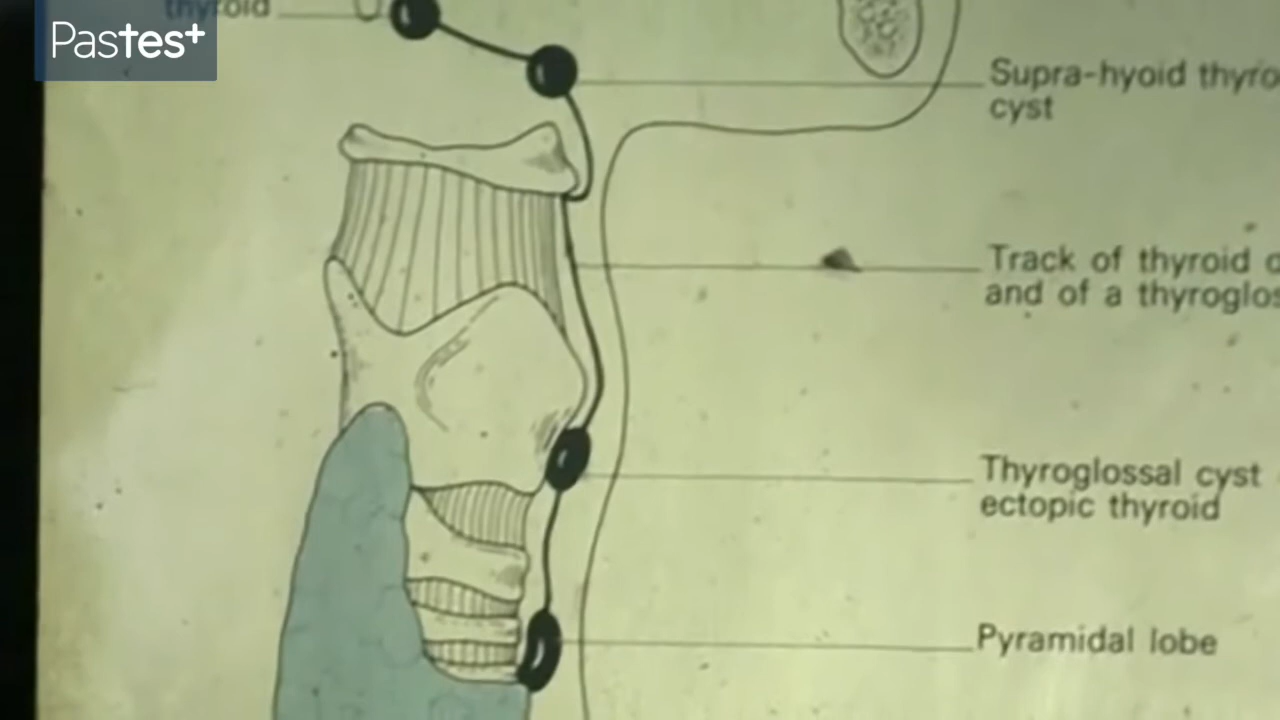 thyroid
Pastest+
Supra-hyoid thyro
cyst
Track of thyroid
and of a thyroglos
Thyroglossal cyst
ectopic thyroid
Pyramidal lobe